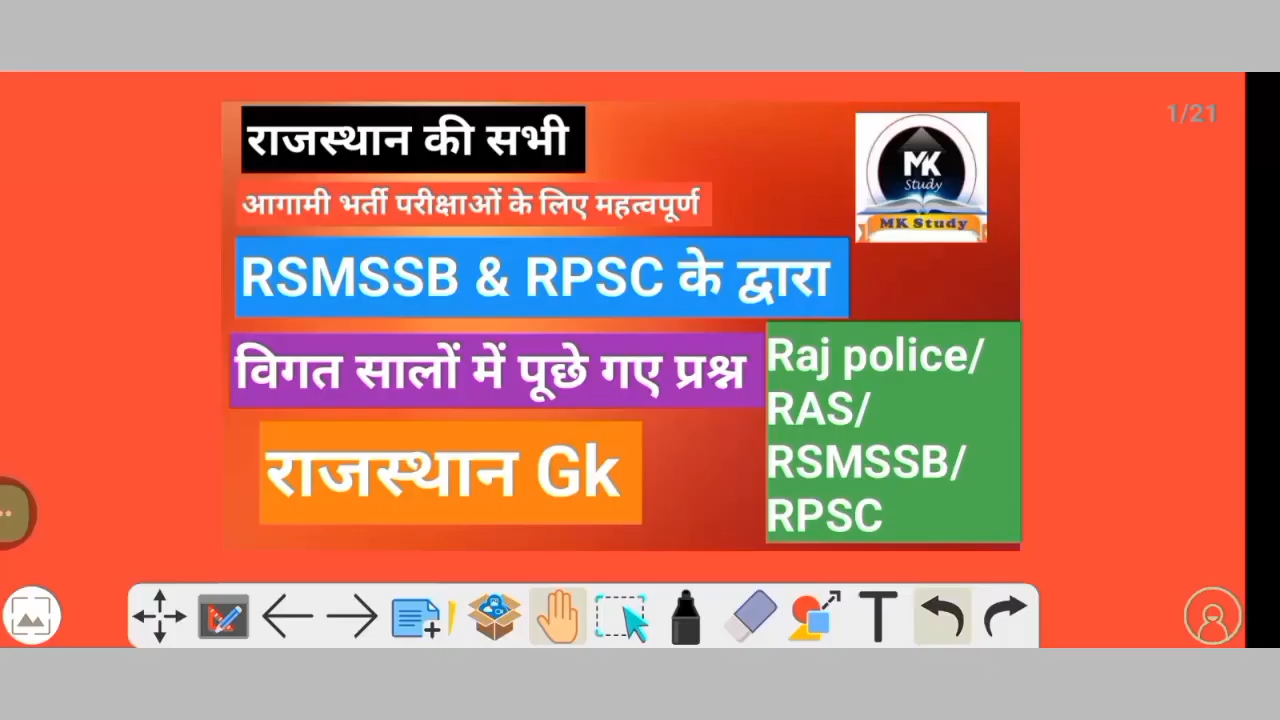 राजस्थान की सभी
1/21
MK
Study
MK Study
आगामी भर्ती परीक्षाओं के लिए महत्वपूर्ण
RSMSSB & RPSC के द्वारा
विगत सालों में पूछे गए प्रश्न
राजस्थान Gk
Raj police/
RAS/
RSMSSB/
RPSC
T